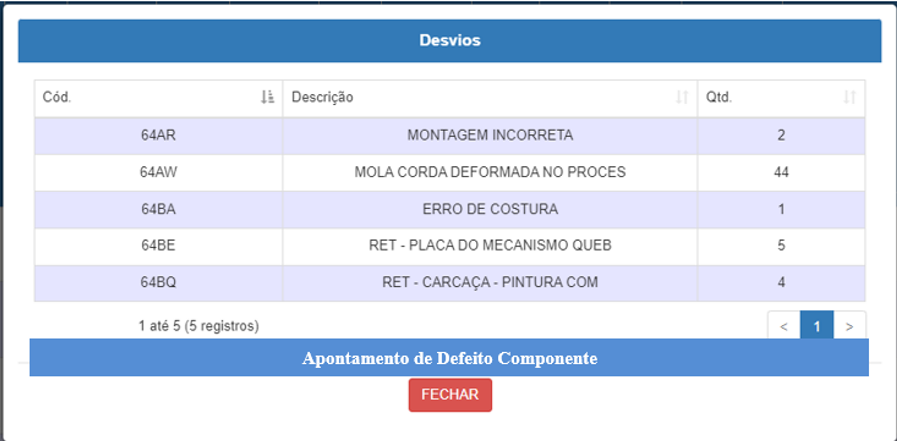 Desvios
Cód. Descrição Qtd.
64AR MONTAGEM INCORRETA 2
64AW MOLA CORDA DEFORMADA NO PROCES 44
64BA ERRO DE COSTURA 1
64BE RET - PLACA DO MECANISMO QUEB 5
64BQ RET - CARCAÇA - PINTURA COM 4
1 até 5 (5 registros) < 1 >
Apontamento de Defeito Componente
FECHAR